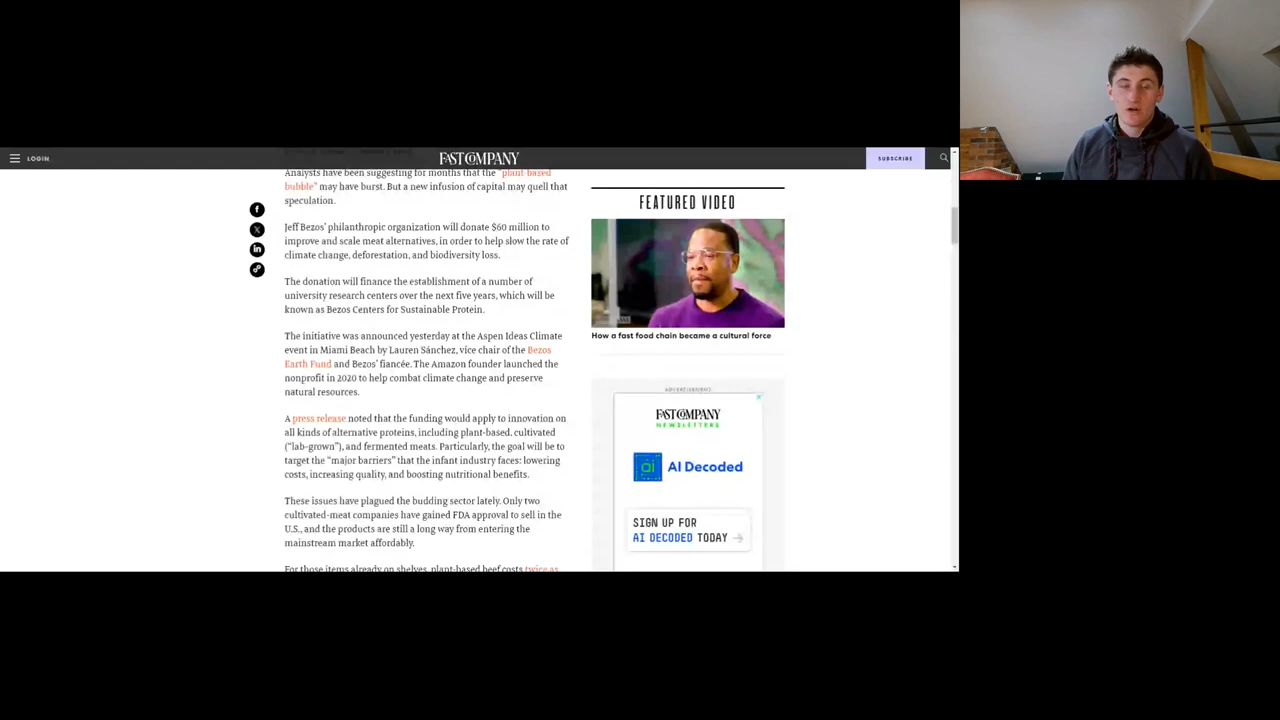 LOGIN
FAST COMPANY
SUBSCRIBE
Analysts have been suggesting for months that the "plant-based
bubble" may have burst. But a new infusion of capital may quell that
speculation.
Jeff Bezos' philanthropic organization will donate $60 million to
improve and scale meat alternatives, in order to help slow the rate of
climate change, deforestation, and biodiversity loss.
The donation will finance the establishment of a number of
university research centers over the next five years, which will be
known as Bezos Centers for Sustainable Protein.
The initiative was announced yesterday at the Aspen Ideas Climate
event in Miami Beach by Lauren Sánchez, vice chair of the Bezos
Earth Fund and Bezos' fiancée. The Amazon founder launched the
nonprofit in 2020 to help combat climate change and preserve
natural resources.
A press release noted that the funding would apply to innovation on
all kinds of alternative proteins, including plant-based, cultivated
("lab-grown"), and fermented meats. Particularly, the goal will be to
target the "major barriers" that the infant industry faces: lowering
costs, increasing quality, and boosting nutritional benefits.
These issues have plagued the budding sector lately. Only two
cultivated-meat companies have gained FDA approval to sell in the
U.S., and the products are still a long way from entering the
mainstream market affordably.
For those items already on shelves, plant-based beef costs twice as
FEATURED VIDEO
How a fast food chain became a cultural force
ADVERTISEMENT
FAST COMPANY
NEWSLETTERS
ai AI Decoded
SIGN UP FOR
AI DECODED TODAY